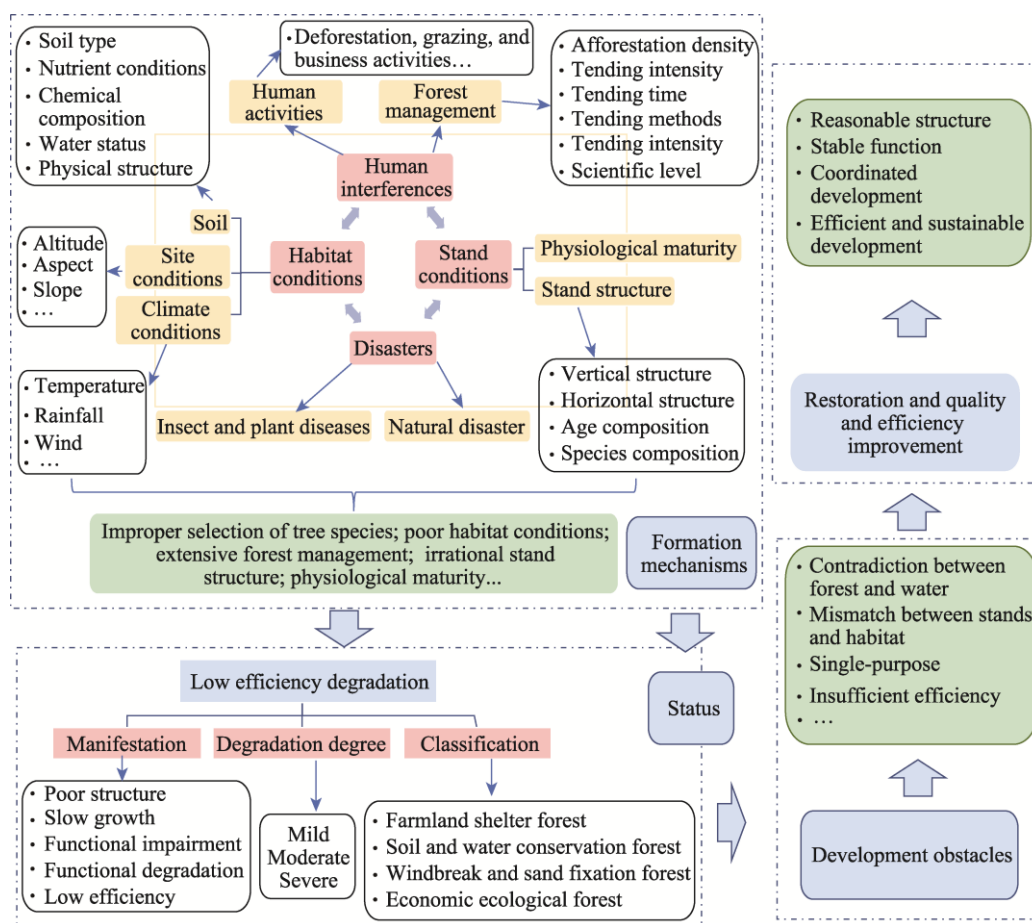 • Soil type
• Nutrient conditions
• Chemical
composition
• Water status
• Physical structure
• Deforestation, grazing, and
business activities…
Human
activities
Forest
management
• Afforestation density
• Tending intensity
• Tending time
• Tending methods
• Tending intensity
• Scientific level
Human
interferences
Soil
Site
conditions
Climate
conditions
• Altitude
• Aspect
• Slope
• …
Habitat
conditions
Stand
conditions
Physiological maturity
Stand structure
Disasters
• Temperature
• Rainfall
• Wind
• …
Insect and plant diseases
Natural disaster
• Vertical structure
• Horizontal structure
• Age composition
• Species composition
Improper selection of tree species; poor habitat conditions;
extensive forest management; irrational stand
structure; physiological maturity...
Formation
mechanisms
Low efficiency degradation
Status
Manifestation
Degradation degree
Classification
• Poor structure
• Slow growth
• Functional impairment
• Functional degradation
• Low efficiency
Mild
Moderate
Severe
• Farmland shelter forest
• Soil and water conservation forest
• Windbreak and sand fixation forest
• Economic ecological forest
• Reasonable structure
• Stable function
• Coordinated
development
• Efficient and sustainable
development
Restoration and quality
and efficiency
improvement
• Contradiction between
forest and water
• Mismatch between stands
and habitat
• Single-purpose
• Insufficient efficiency
• …
Development obstacles